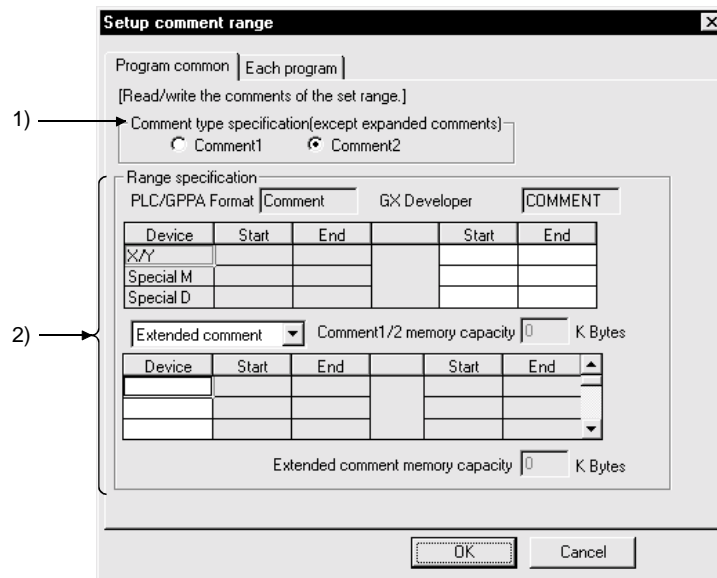 Setup comment range
Program common Each program
[Read/write the comments of the set range.]
1)
Comment type specification(except expanded comments)
Comment1 Comment2
Range specification
PLC/GPPA Format Comment GX Developer COMMENT
Device Start End Start End
X/Y
Special M
Special D
2)
Extended comment Comment1/2 memory capacity 0 K Bytes
Device Start End Start End
Extended comment memory capacity 0 K Bytes
OK Cancel